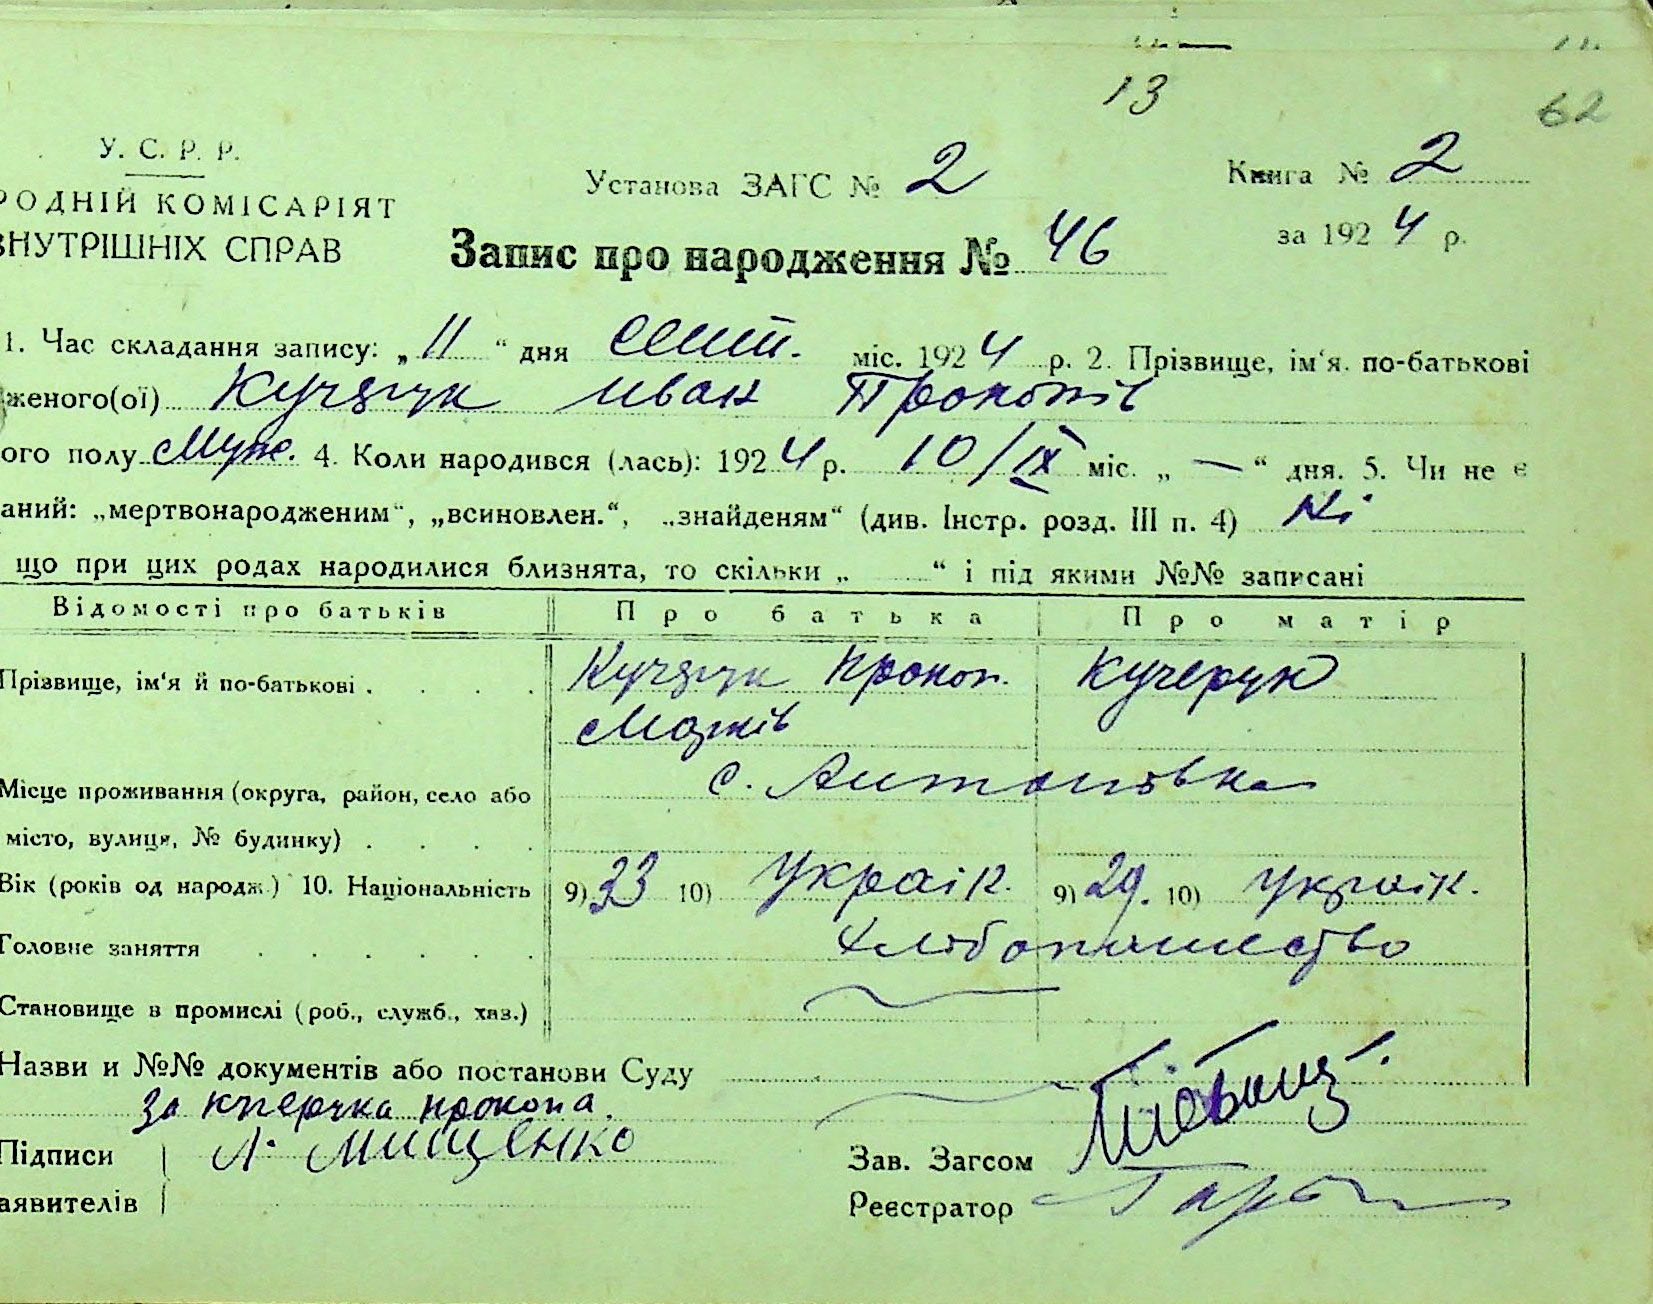 13
62
У. С. Р. Р.
РОДНІЙ КОМІСАРІЯТ
ВНУТРІШНІХ СПРАВ
Установа ЗАГС № 2
Книга № 2
за 1924 р.
Запис про народження № 46
1. Час складання запису: „ 11 “ дня сент. міс. 1924 р. 2. Прізвище, ім‘я. по-батькові
женого(ої) Кучерук Иван Прокопів
ого полу Муж. 4. Коли народився (лась): 1924 р. 10/IX міс. „ — “ дня. 5. Чи не є
аний: „мертвонародженим“, „всиновлен.“, „знайденям“ (див. Інстр. розд. III п. 4) Ні
що при цих родах народилися близнята, то скільки „ “ і під якими №№ записані
Відомості про батьків Про батька Про матір
Прізвище, ім‘я й по-батькові . . . . Кучерук Прокоп. Кучерук
с. Антонівка
Місце проживання (округа, район, село або
місто, вулиця, № будинку) . . . .
Вік (років од народж.) 10. Національність 9) 33 10) Украін. 9) 29. 10) Украін.
Головне заняття . . . . . . Хлібопашество
Становище в промислі (роб., служб., хаз.)
Назви и №№ документів або постанови Суду
За Кучерука Прокопа.
Підписи Л. Мищенко
Зав. Загсом
аявителів
Реєстратор